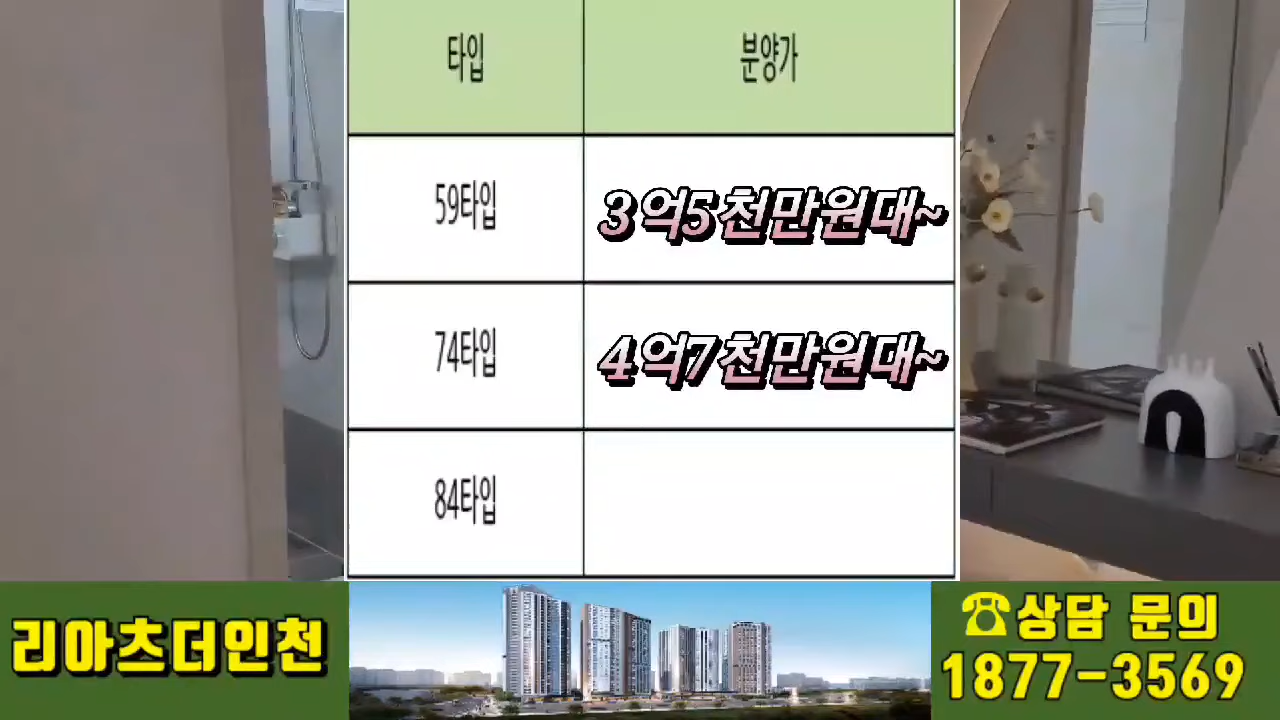 타입 분양가
59타입 3억5천만원대~
74타입 4억7천만원대~
84타입
리아츠더인천
☎상담 문의
1877-3569